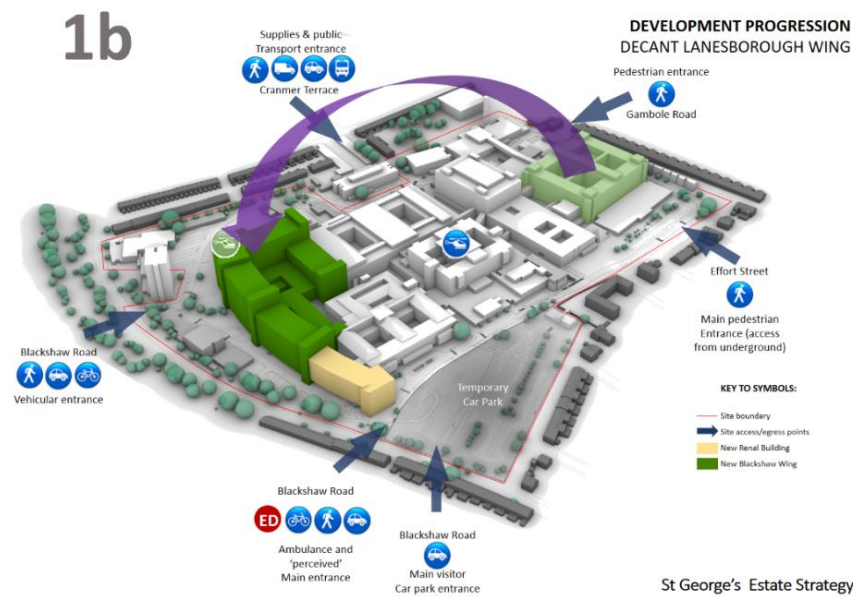 1b
DEVELOPMENT PROGRESSION
DECANT LANESBOROUGH WING
Supplies & public
Transport entrance
Cranmer Terrace
Pedestrian entrance
Gambole Road
Effort Street
Main pedestrian
Entrance (access
from underground)
Blackshaw Road
Vehicular entrance
Temporary
Car Park
KEY TO SYMBOLS:
Site boundary
Site access/egress points
New Renal Building
New Blackshaw Wing
Blackshaw Road
ED
Ambulance and
'perceived'
Main entrance
Blackshaw Road
Main visitor
Car park entrance
St George's Estate Strategy